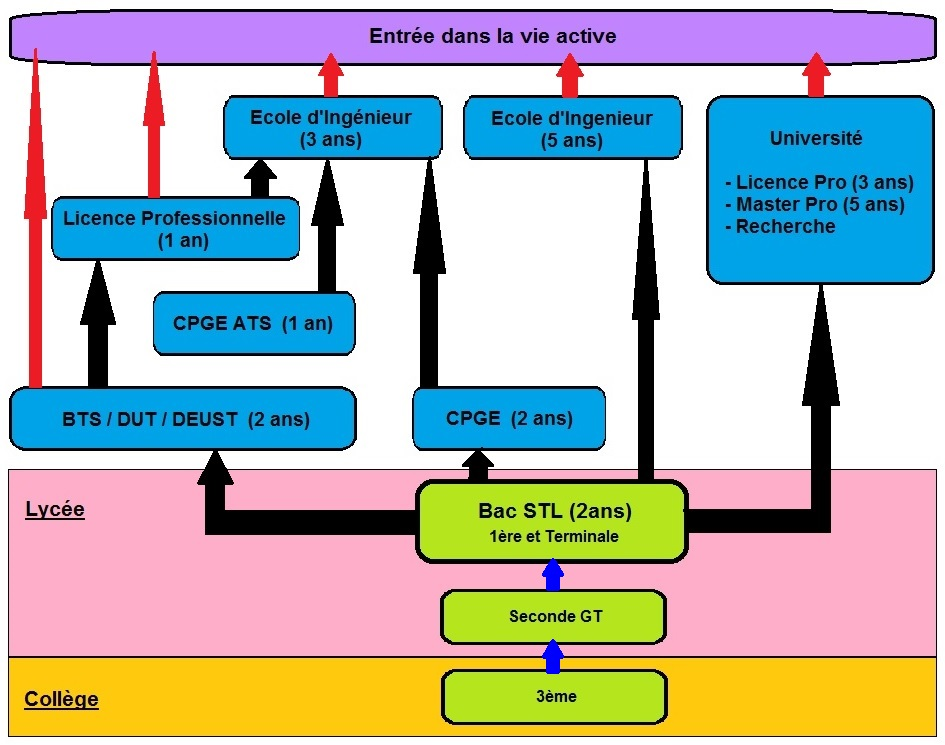 Entrée dans la vie active
Ecole d'Ingénieur
(3 ans)
Ecole d'Ingenieur
(5 ans)
Université
- Licence Pro (3 ans)
- Master Pro (5 ans)
- Recherche
Licence Professionnelle
(1 an)
CPGE ATS (1 an)
BTS / DUT / DEUST (2 ans)
CPGE (2 ans)
Lycée
Bac STL (2ans)
1ère et Terminale
Seconde GT
Collège
3ème